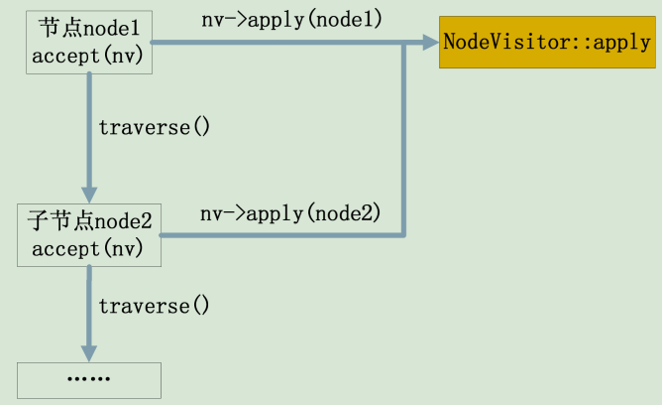 节点node1
accept(nv)
nv->apply(node1)
NodeVisitor::apply
traverse()
子节点node2
accept(nv)
nv->apply(node2)
traverse()
……